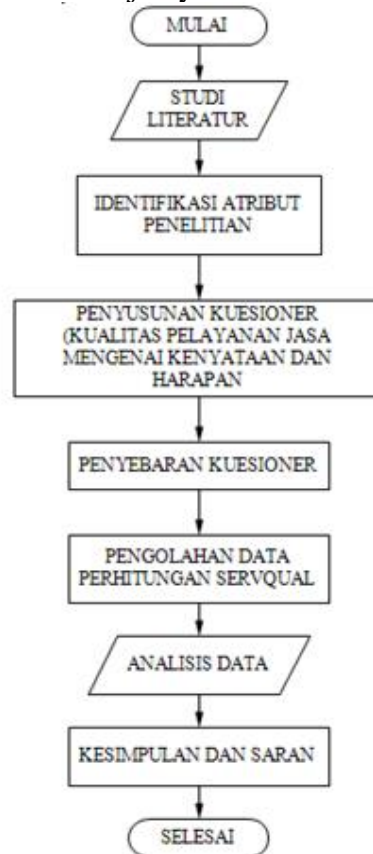 MULAI
STUDI
LITERATUR
IDENTIFIKASI ATRIBUT
PENELITIAN
PENYUSUNAN KUESIONER
(KUALITAS PELAYANAN JASA
MENGENAI KENYATAAN DAN
HARAPAN
PENYEBARAN KUESIONER
PENGOLAHAN DATA
PERHITUNGAN SERVQUAL
ANALISIS DATA
KESIMPULAN DAN SARAN
SELESAI